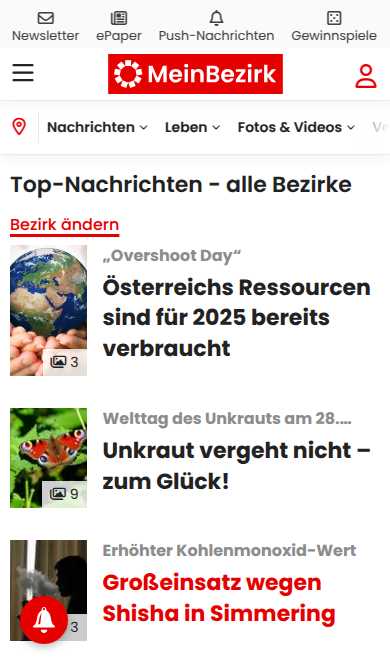 Newsletter ePaper Push-Nachrichten Gewinnspiele
MeinBezirk
Nachrichten Leben Fotos & Videos
Top-Nachrichten - alle Bezirke
Bezirk ändern
„Overshoot Day“
Österreichs Ressourcen
sind für 2025 bereits
verbraucht
3
Welttag des Unkrauts am 28....
Unkraut vergeht nicht –
zum Glück!
9
Erhöhter Kohlenmonoxid-Wert
Großeinsatz wegen
Shisha in Simmering
3